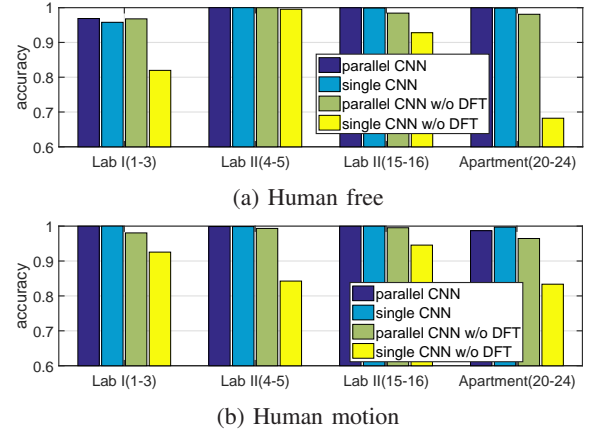 1
0.9
0.8
0.7
0.6
accuracy
parallel CNN
single CNN
parallel CNN w/o DFT
single CNN w/o DFT
Lab I(1-3) Lab II(4-5) Lab II(15-16) Apartment(20-24)
(a) Human free
1
0.9
0.8
0.7
0.6
accuracy
parallel CNN
single CNN
parallel CNN w/o DFT
single CNN w/o DFT
Lab I(1-3) Lab II(4-5) Lab II(15-16) Apartment(20-24)
(b) Human motion